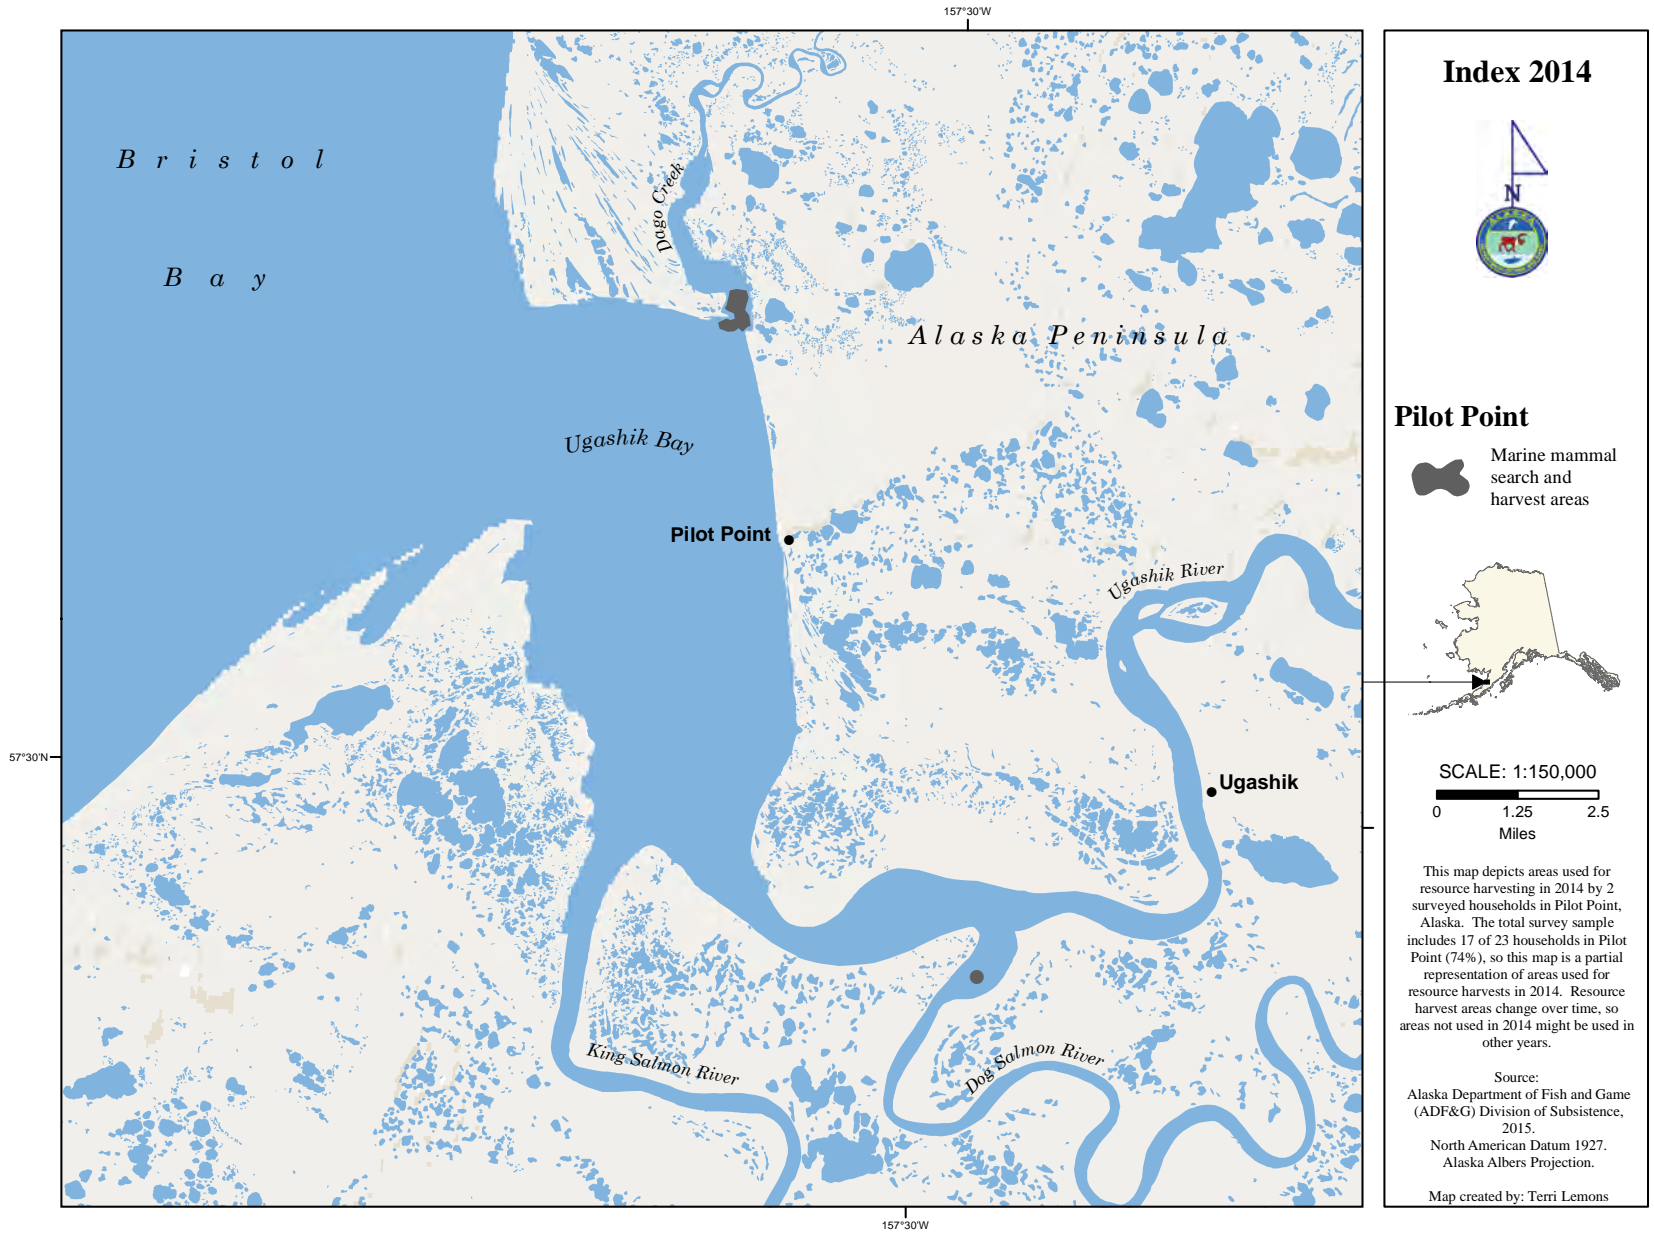 157°30'W
B r i s t o l
B a y
Dago Creek
Alaska Peninsula
Ugashik Bay
Pilot Point
Ugashik River
57°30'N
Ugashik
King Salmon River
Dog Salmon River
157°30'W
Index 2014
N
ALASKA
Pilot Point
Marine mammal
search and
harvest areas
SCALE: 1:150,000
0 1.25 2.5
Miles
This map depicts areas used for
resource harvesting in 2014 by 2
surveyed households in Pilot Point,
Alaska. The total survey sample
includes 17 of 23 households in Pilot
Point (74%), so this map is a partial
representation of areas used for
resource harvests in 2014. Resource
harvest areas change over time, so
areas not used in 2014 might be used in
other years.
Source:
Alaska Department of Fish and Game
(ADF&G) Division of Subsistence,
2015.
North American Datum 1927.
Alaska Albers Projection.
Map created by: Terri Lemons